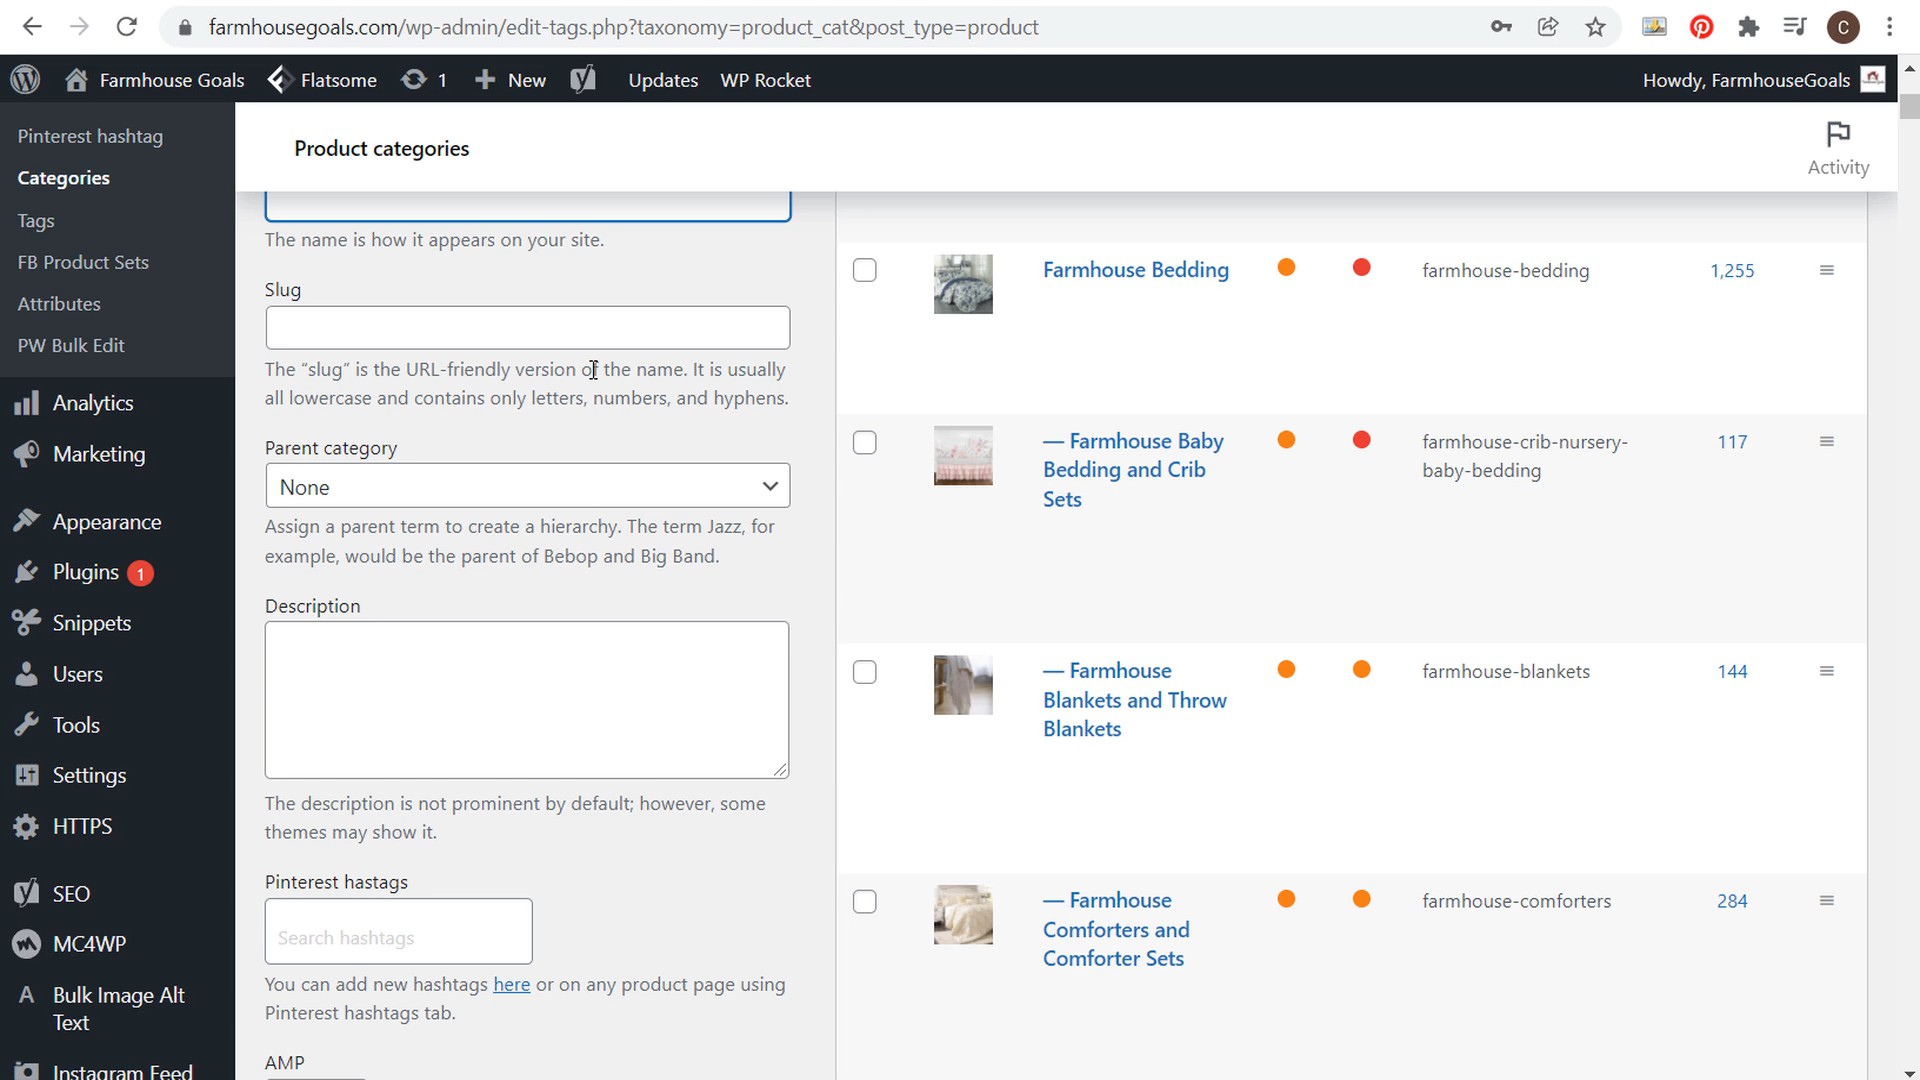 farmhousegoals.com/wp-admin/edit-tags.php?taxonomy=product_cat&post_type=product
C
Farmhouse Goals
Flatsome
1
New
Updates
WP Rocket
Howdy, FarmhouseGoals
Pinterest hashtag
Categories
Tags
FB Product Sets
Attributes
PW Bulk Edit
Analytics
Marketing
Appearance
Plugins 1
Snippets
Users
Tools
Settings
HTTPS
SEO
MC4WP
Bulk Image Alt
Text
Instagram Feed
Product categories
Activity
The name is how it appears on your site.
Slug
The “slug” is the URL-friendly version of the name. It is usually
all lowercase and contains only letters, numbers, and hyphens.
Parent category
None
Assign a parent term to create a hierarchy. The term Jazz, for
example, would be the parent of Bebop and Big Band.
Description
The description is not prominent by default; however, some
themes may show it.
Pinterest hastags
Search hashtags
You can add new hashtags here or on any product page using
Pinterest hashtags tab.
AMP
Farmhouse Bedding
farmhouse-bedding
1,255
— Farmhouse Baby
Bedding and Crib
Sets
farmhouse-crib-nursery-
baby-bedding
117
— Farmhouse
Blankets and Throw
Blankets
farmhouse-blankets
144
— Farmhouse
Comforters and
Comforter Sets
farmhouse-comforters
284